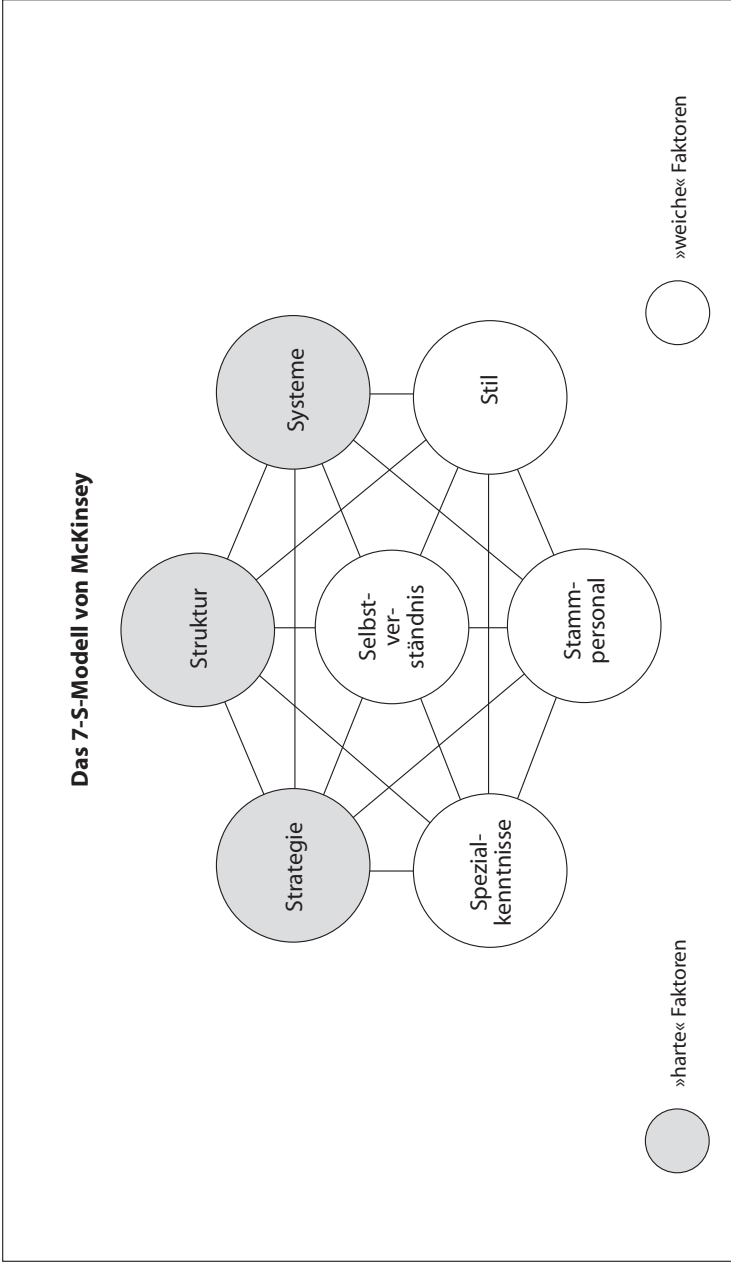 Das 7-S-Modell von McKinsey
Struktur
Strategie
Systeme
Selbst-
ver-
ständnis
Spezial-
kenntnisse
Stil
Stamm-
personal
»harte« Faktoren
»weiche« Faktoren